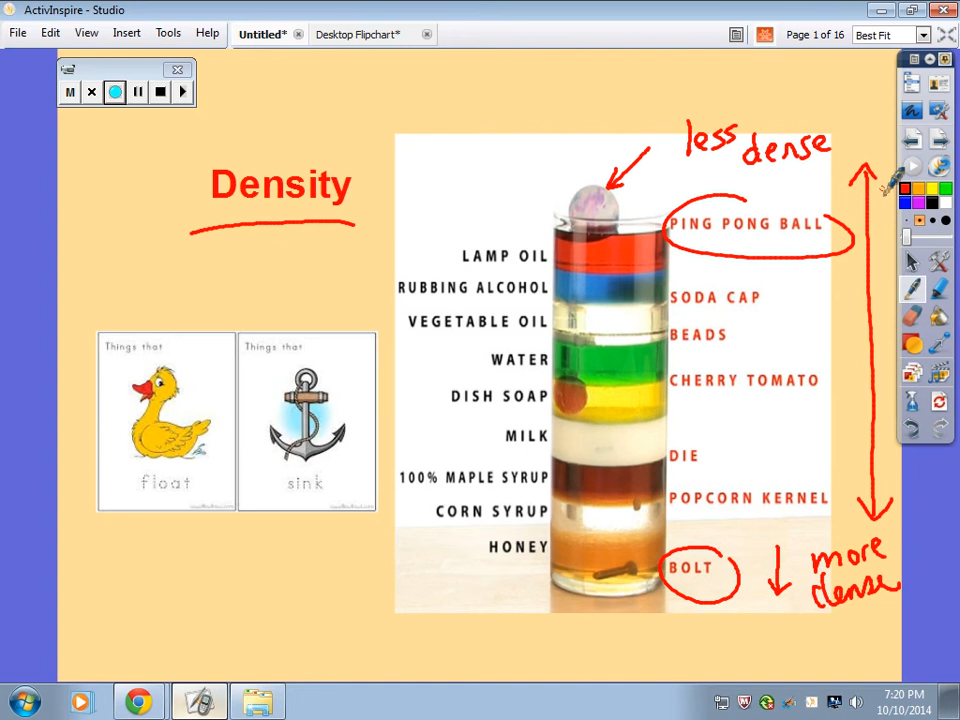 ActivInspire - Studio
File Edit View Insert Tools Help
Untitled* Desktop Flipchart*
Page 1 of 16 Best Fit
M
Density
less dense
PING PONG BALL
LAMP OIL
RUBBING ALCOHOL
SODA CAP
VEGETABLE OIL
BEADS
WATER
CHERRY TOMATO
DISH SOAP
MILK
DIE
100% MAPLE SYRUP
POPCORN KERNEL
CORN SYRUP
HONEY
BOLT
more
dense
Things that
float
Things that
sink
7:20 PM
10/10/2014